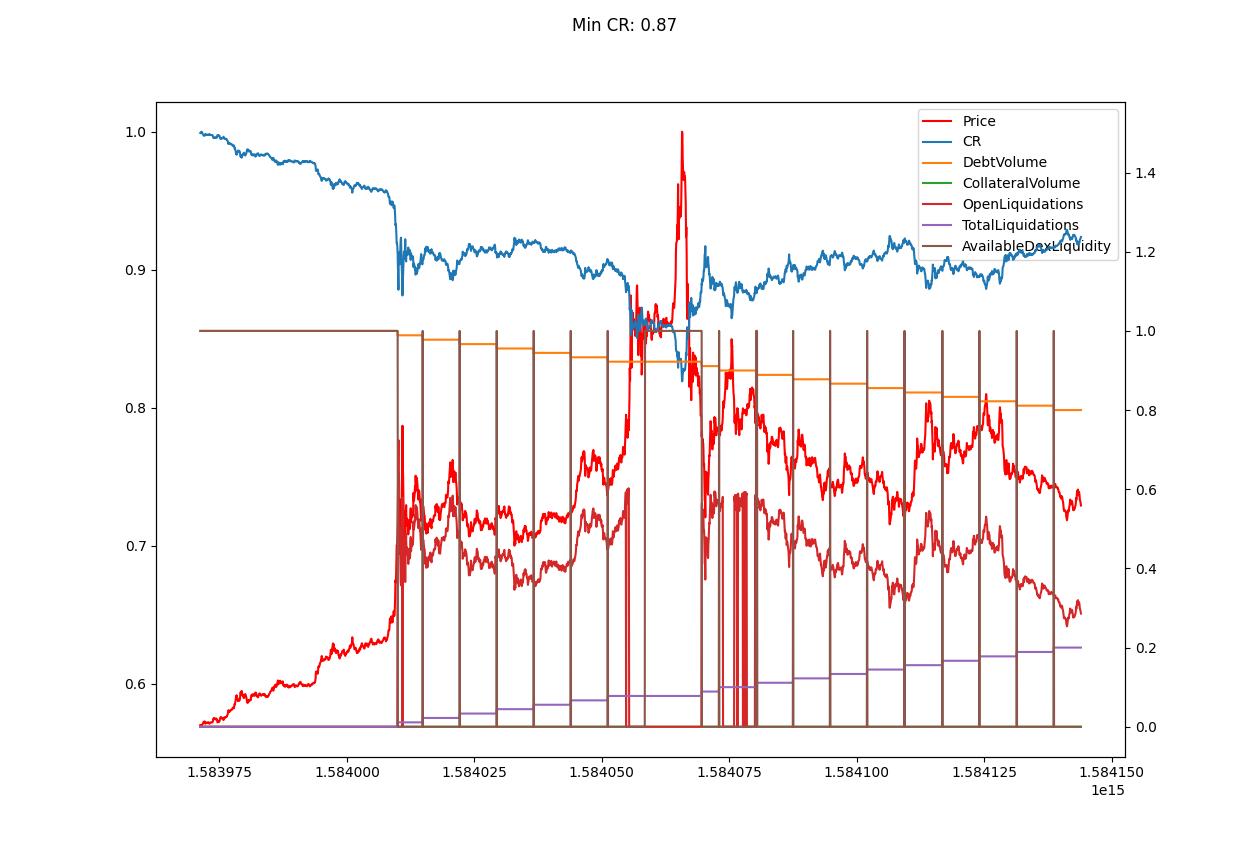 Min CR: 0.87
1.0
0.9
0.8
0.7
0.6
1.4
1.2
1.0
0.8
0.6
0.4
0.2
0.0
Price
CR
DebtVolume
CollateralVolume
OpenLiquidations
TotalLiquidations
AvailableDexLiquidity
1.583975 1.584000 1.584025 1.584050 1.584075 1.584100 1.584125 1.584150
1e15